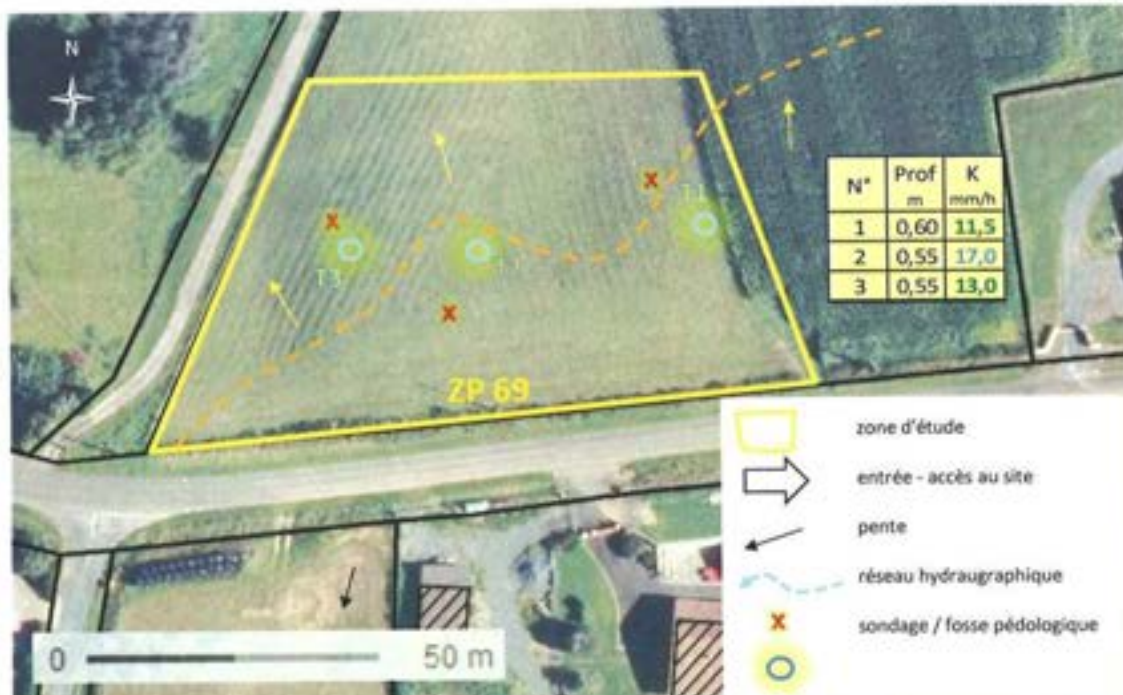 N
N° Prof m K mm/h
1 0,60 11,5
2 0,55 17,0
3 0,55 13,0
T3
ZP 69
zone d'étude
entrée - accès au site
pente
réseau hydraugraphique
sondage / fosse pédologique
0 50 m